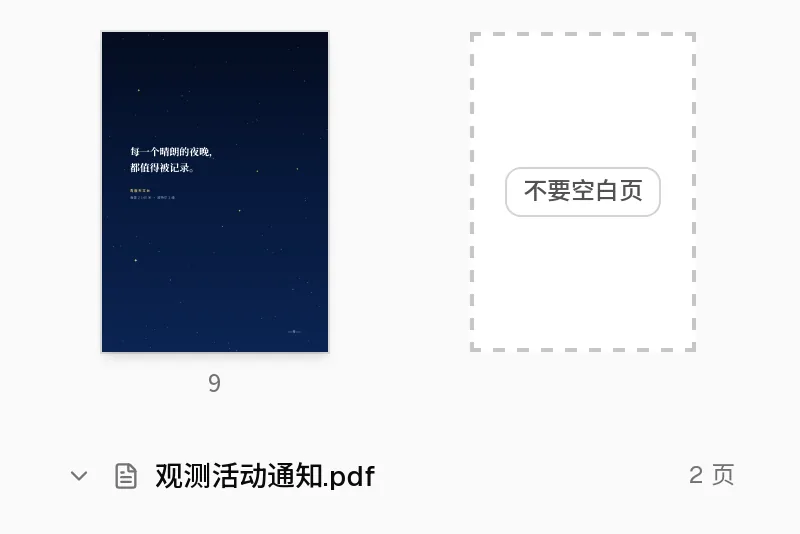 每一个晴朗的夜晚，
都值得被记录。
不要空白页
9
观测活动通知.pdf
2 页